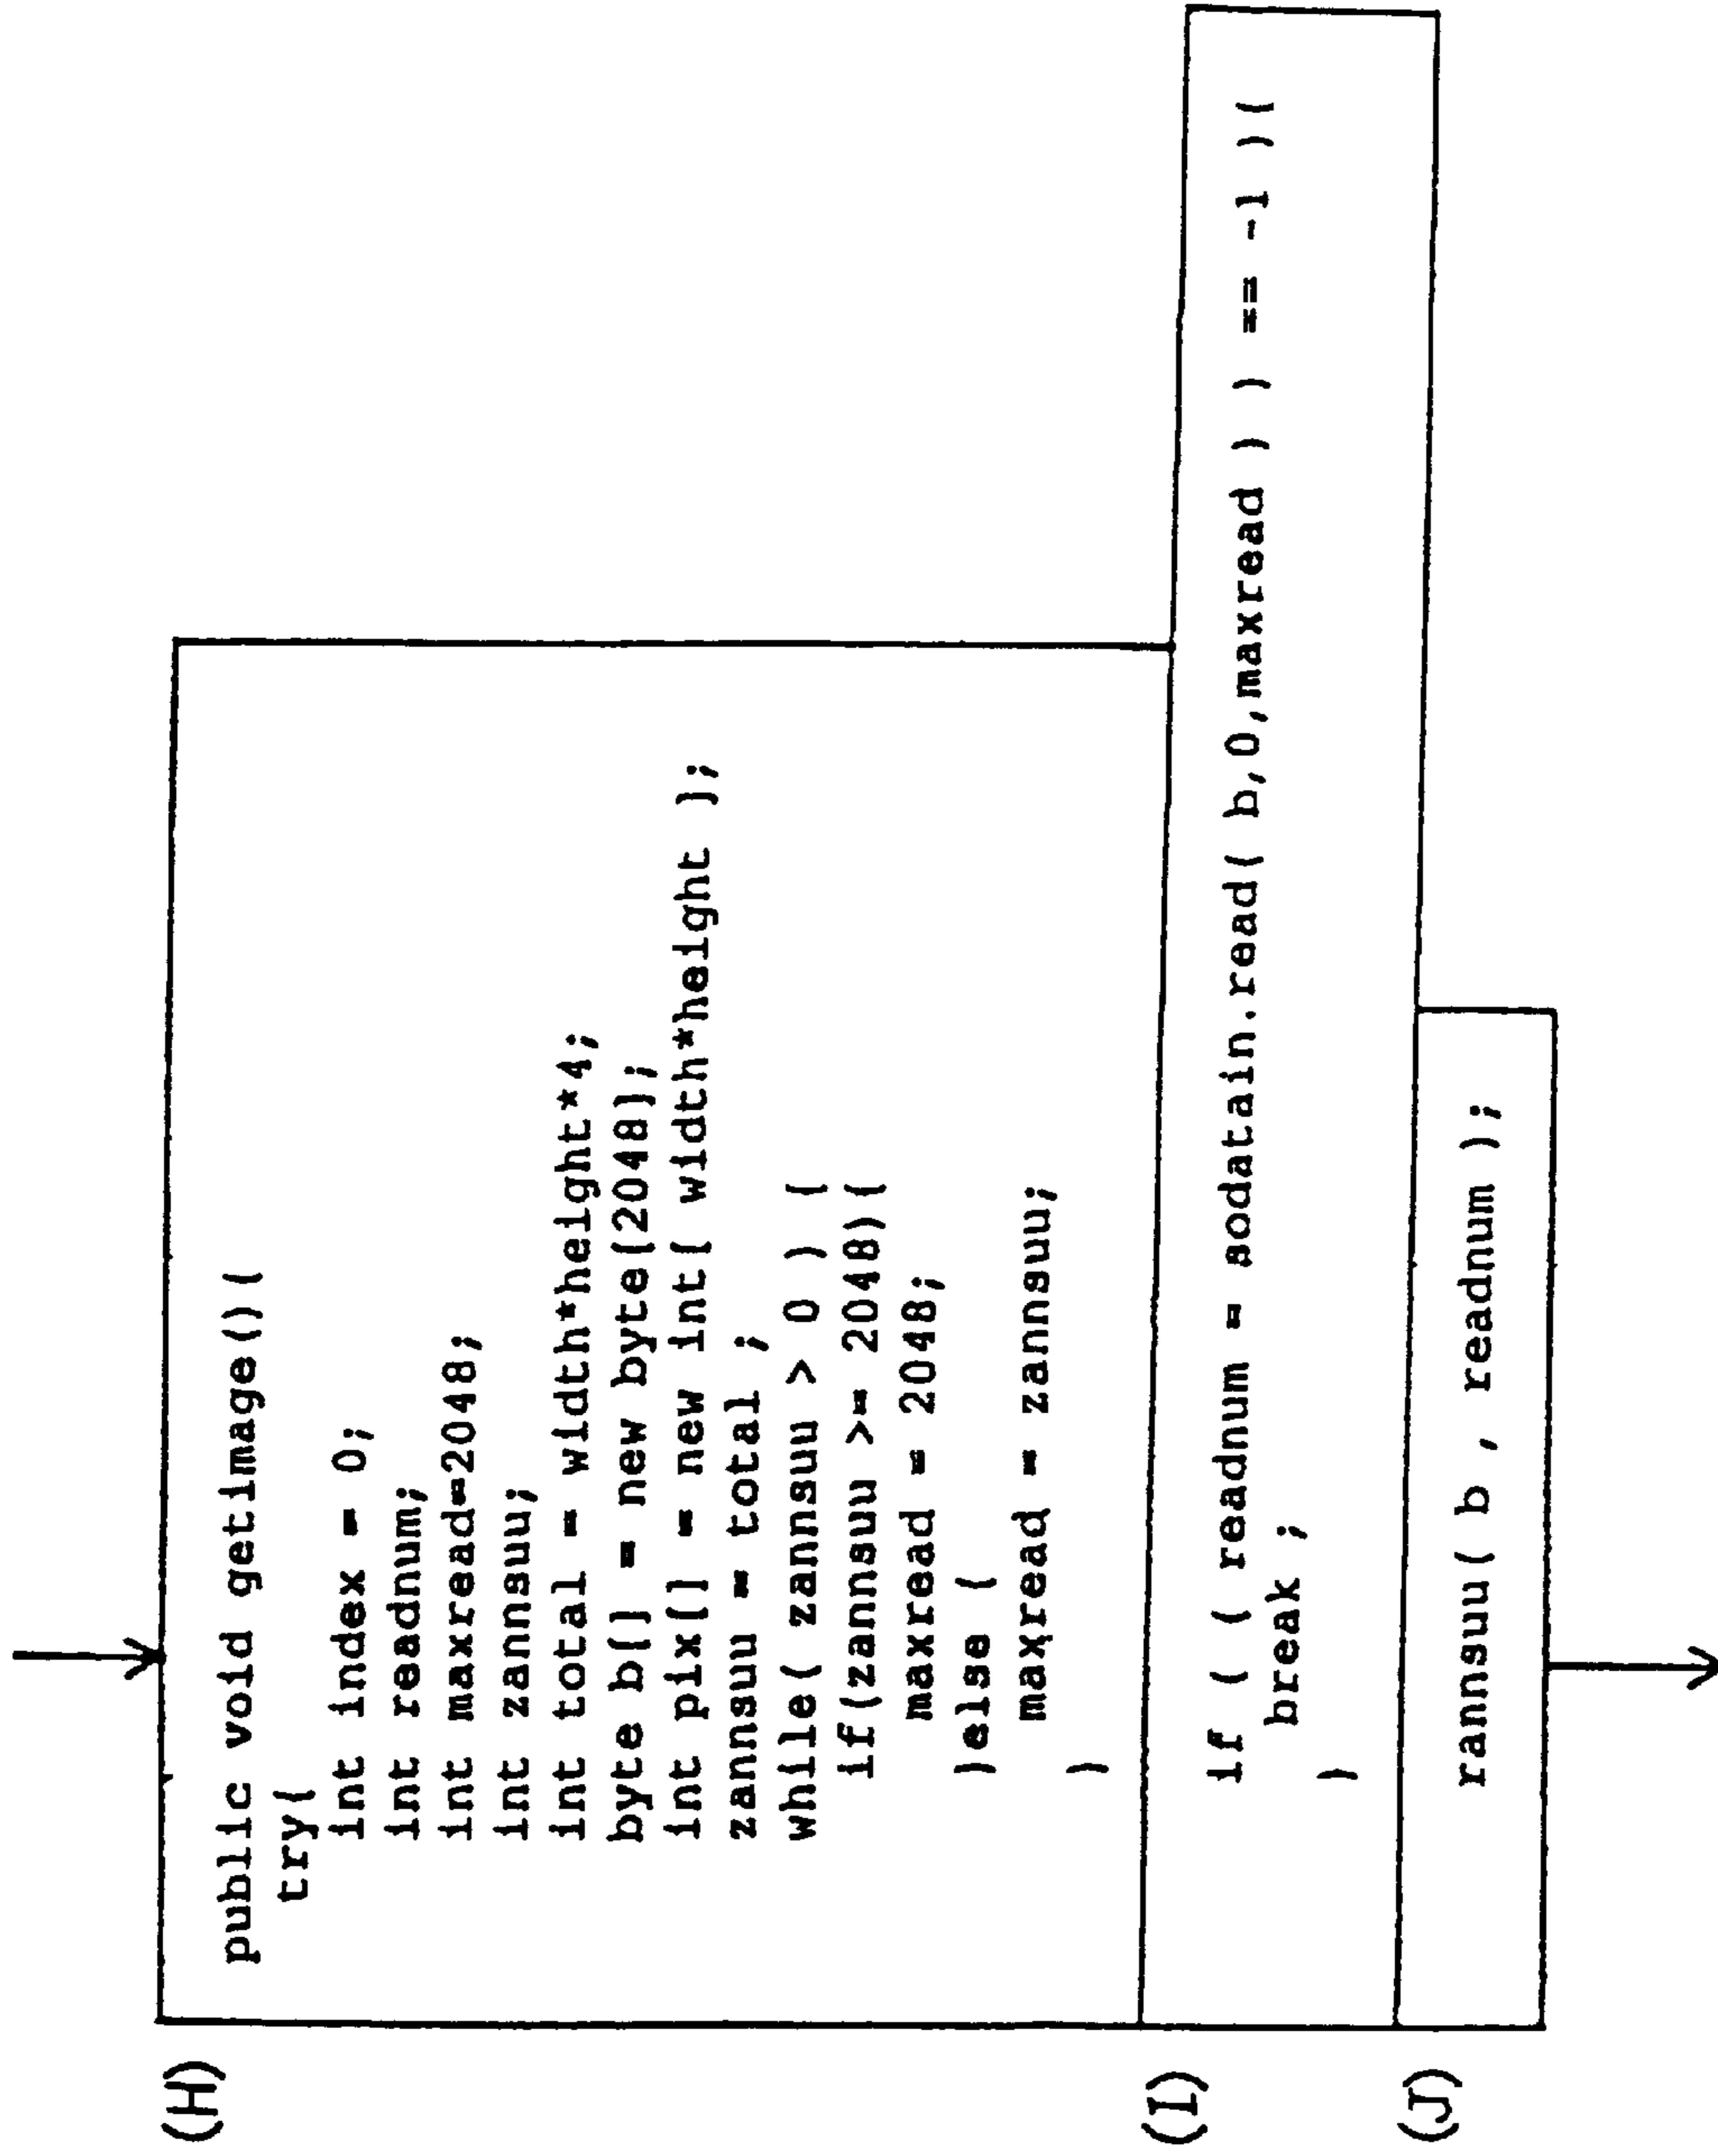 (H)
public void getimage(){
try{
int index = 0;
int readnum;
int maxread=2048;
int zannsuu;
int total = width*height*4;
byte b[] = new byte[2048];
int pix[] = new int[ width*height ];
zannsuu = total ;
while( zannsuu > 0 ) {
if(zannsuu >= 2048){
maxread = 2048;
}else {
maxread = zannsuu;
}
(I)
if ( ( readnum = sodatain.read( b,0,maxread ) ) == -1 ){
break ;
}
(J)
rannsuu( b , readnum );